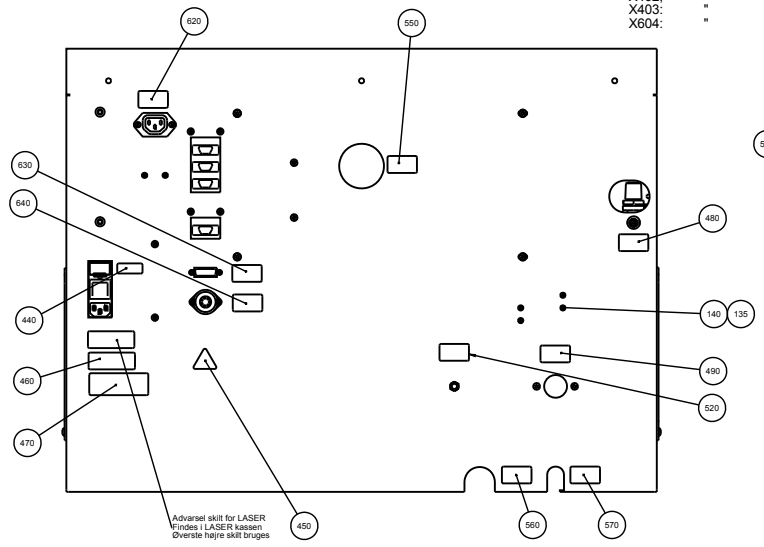 X403: "
X604: "
620
550
630
640
480
440
140 135
460
490
520
470
Advarsel skilt for LASER
Findes i LASER kassen
Øverste højre skilt bruges
450
560
570